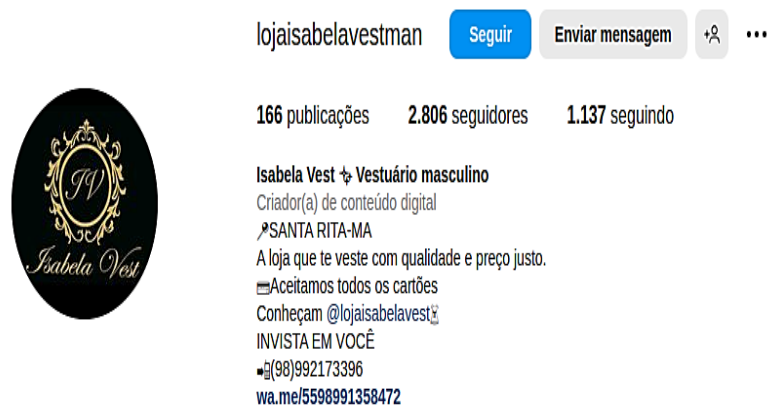 lojaisabelavestman Seguir Enviar mensagem
166 publicações 2.806 seguidores 1.137 seguindo
IV
Isabela Vest
Isabela Vest Vestuário masculino
Criador(a) de conteúdo digital
SANTA RITA-MA
A loja que te veste com qualidade e preço justo.
Aceitamos todos os cartões
Conheçam @lojaisabelavest
INVISTA EM VOCÊ
(98)992173396
wa.me/5598991358472